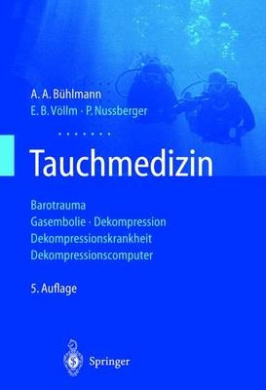 A. A. Bühlmann
E. B. Völlm · P. Nussberger
Tauchmedizin
Barotrauma
Gasembolie · Dekompression
Dekompressionskrankheit
Dekompressionscomputer
5. Auflage
Springer